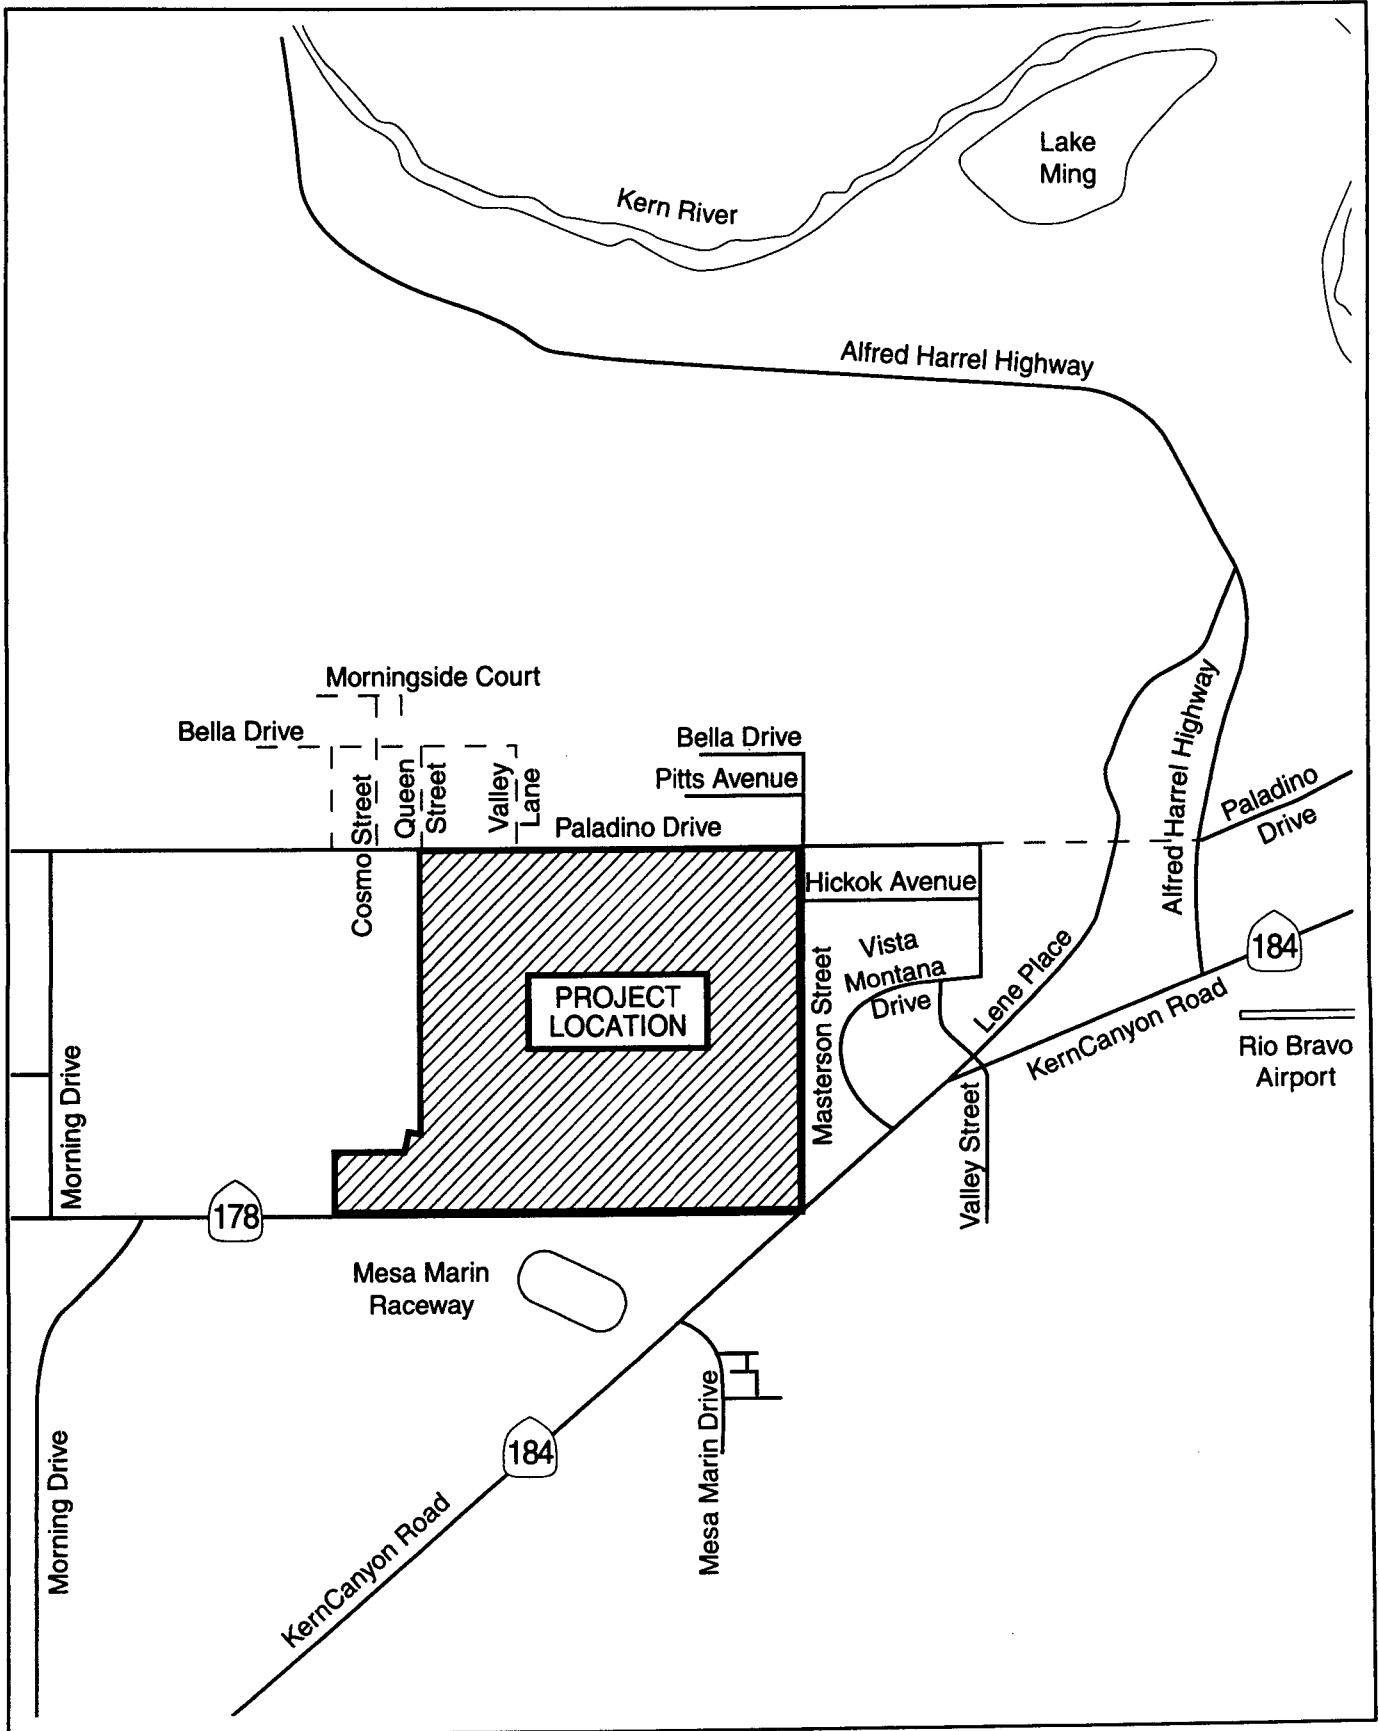 Lake
Ming
Kern River
Alfred Harrel Highway
Morningside Court
Bella Drive
Bella Drive
Pitts Avenue
Cosmo Street
Queen
Street
Valley
Lane
Paladino Drive
Alfred Harrel Highway
Paladino
Drive
Hickok Avenue
Vista
Montana
Drive
Masterson Street
Lene Place
184
KernCanyon Road
Rio Bravo
Airport
PROJECT
LOCATION
Morning Drive
Valley Street
178
Mesa Marin
Raceway
Mesa Marin Drive
184
KernCanyon Road
Morning Drive